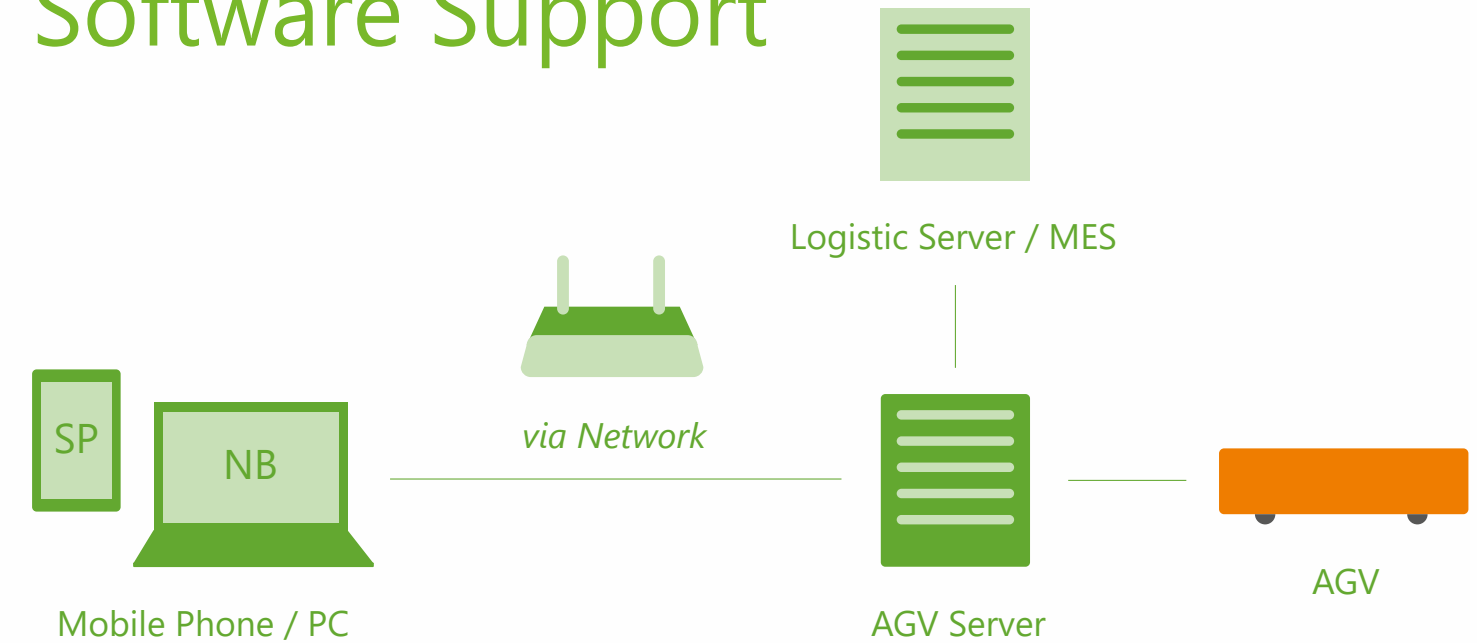 Software Support
Logistic Server / MES
via Network
SP
NB
Mobile Phone / PC
AGV Server
AGV